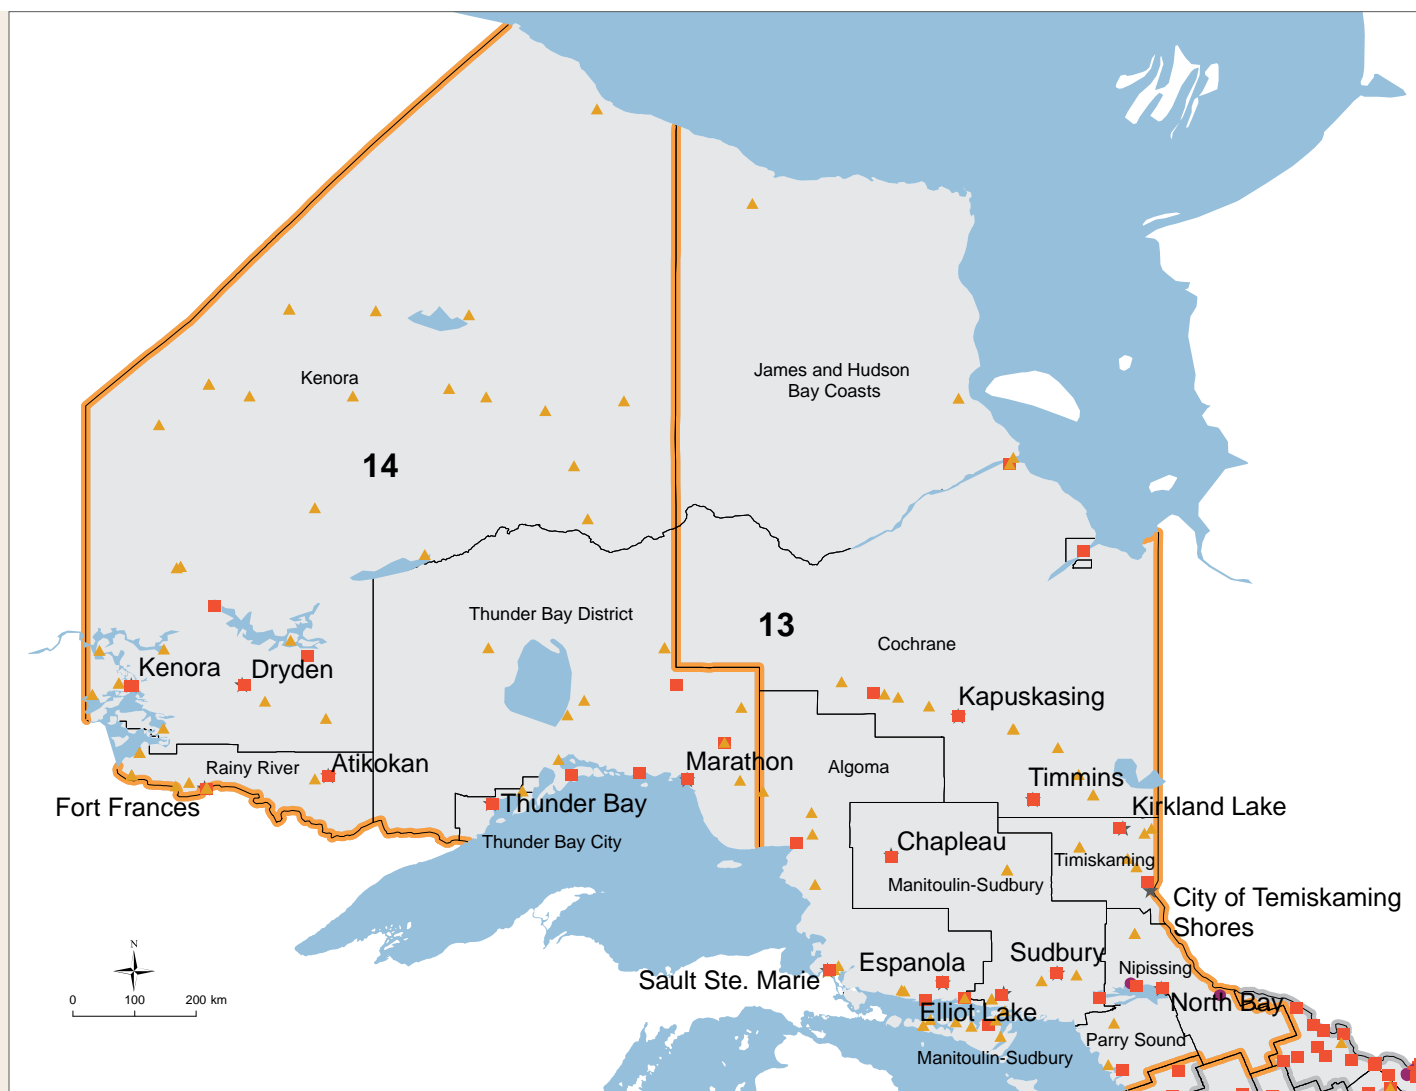 James and Hudson
Bay Coasts
Kenora
14
Thunder Bay District
13
Cochrane
Kenora
Dryden
Kapuskasing
Rainy River
Atikokan
Marathon
Algoma
Timmins
Fort Frances
Thunder Bay
Kirkland Lake
Thunder Bay City
Chapleau
Timiskaming
Manitoulin-Sudbury
City of Temiskaming
Shores
N
Espanola
Sudbury
Nipissing
Sault Ste. Marie
0 100 200 km
North Bay
Elliot Lake
Parry Sound
Manitoulin-Sudbury